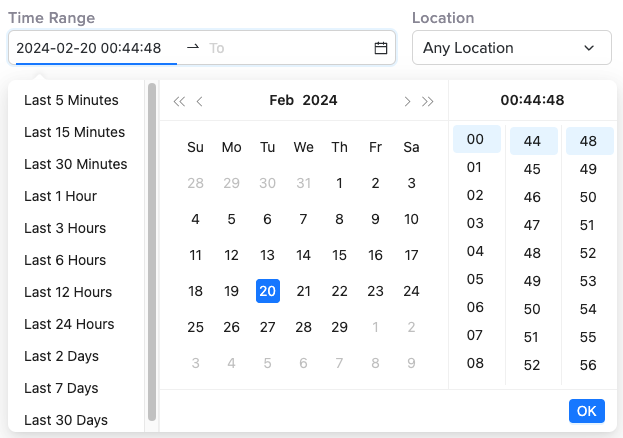 Time Range
Location
2024-02-20 00:44:48 → To
Any Location
Last 5 Minutes
Last 15 Minutes
Last 30 Minutes
Last 1 Hour
Last 3 Hours
Last 6 Hours
Last 12 Hours
Last 24 Hours
Last 2 Days
Last 7 Days
Last 30 Days
Feb 2024
Su Mo Tu We Th Fr Sa
28 29 30 31 1 2 3
4 5 6 7 8 9 10
11 12 13 14 15 16 17
18 19 20 21 22 23 24
25 26 27 28 29 1 2
3 4 5 6 7 8 9
00:44:48
00 44 48
01 45 49
02 46 50
03 47 51
04 48 52
05 49 53
06 50 54
07 51 55
08 52 56
OK